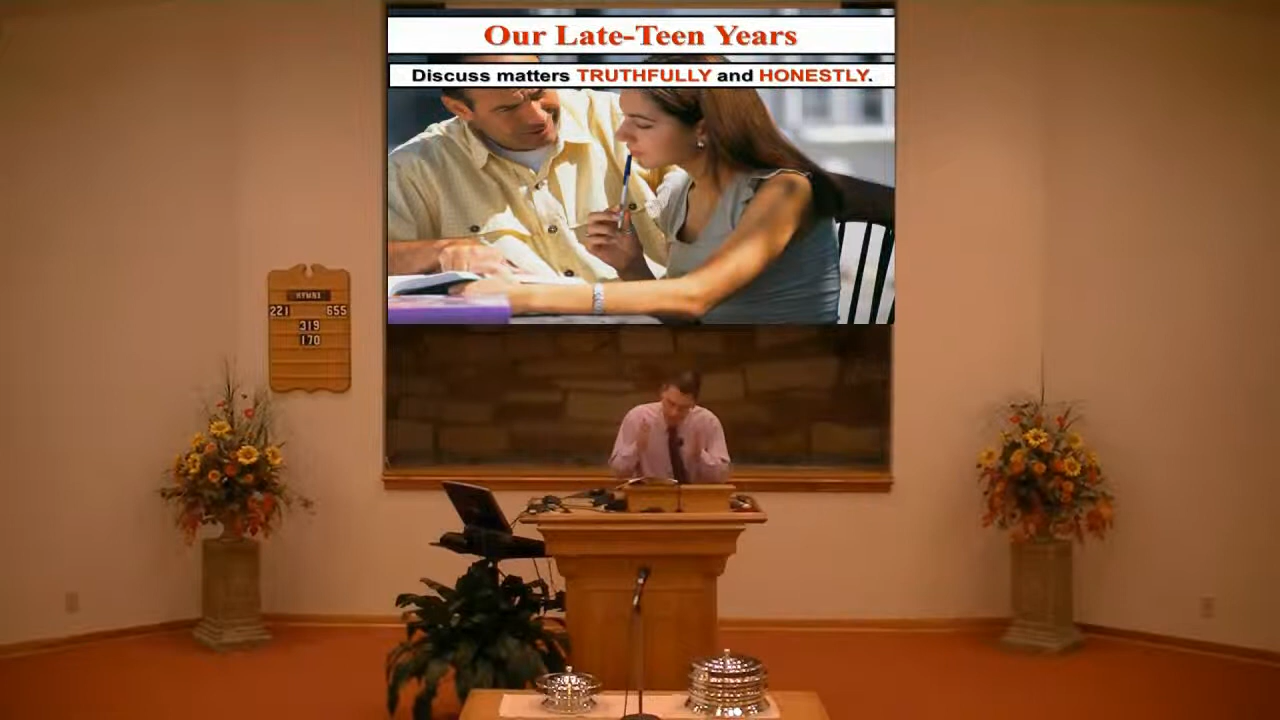 Our Late-Teen Years
Discuss matters TRUTHFULLY and HONESTLY.
HYMNS
221 655
319
170